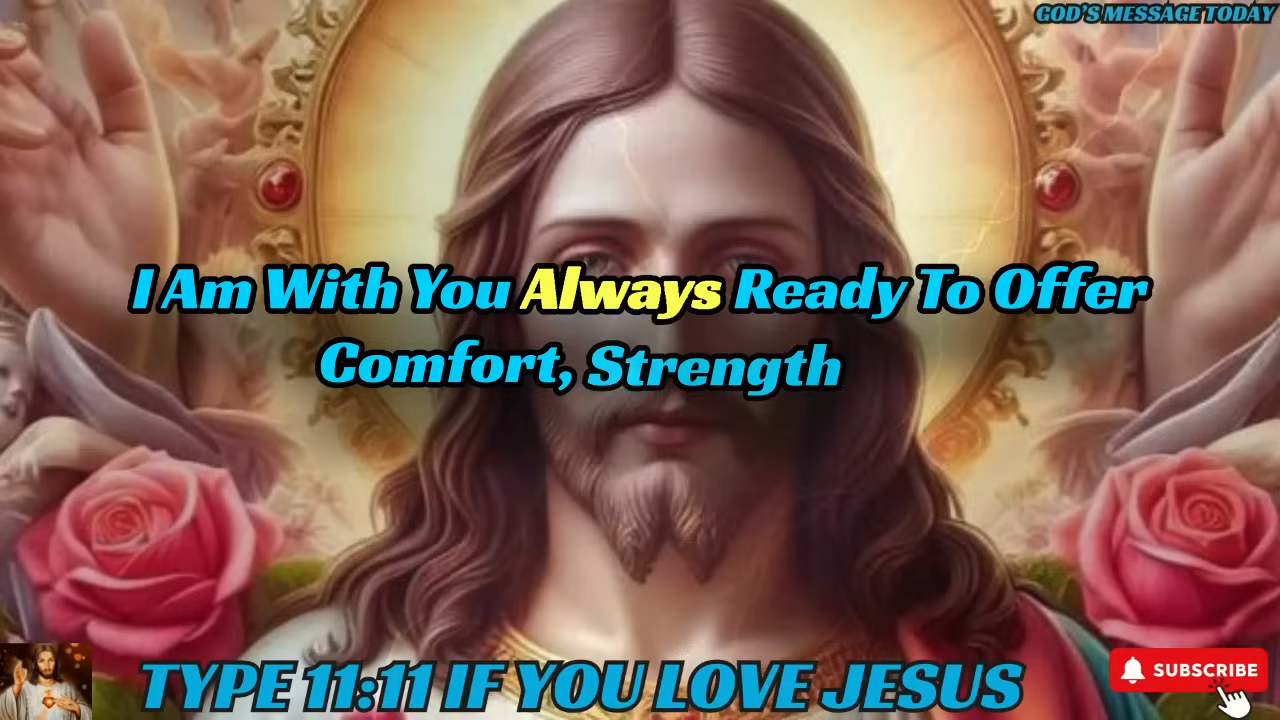 GOD'S MESSAGE TODAY
I Am With You Always Ready To Offer
Comfort, Strength
TYPE 11:11 IF YOU LOVE JESUS
SUBSCRIBE